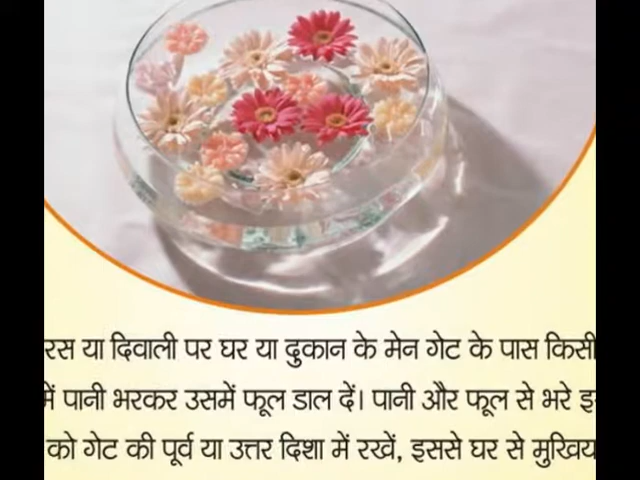 रस या दिवाली पर घर या दुकान के मेन गेट के पास किसी
में पानी भरकर उसमें फूल डाल दें। पानी और फूल से भरे
को गेट की पूर्व या उत्तर दिशा में रखें, इससे घर से